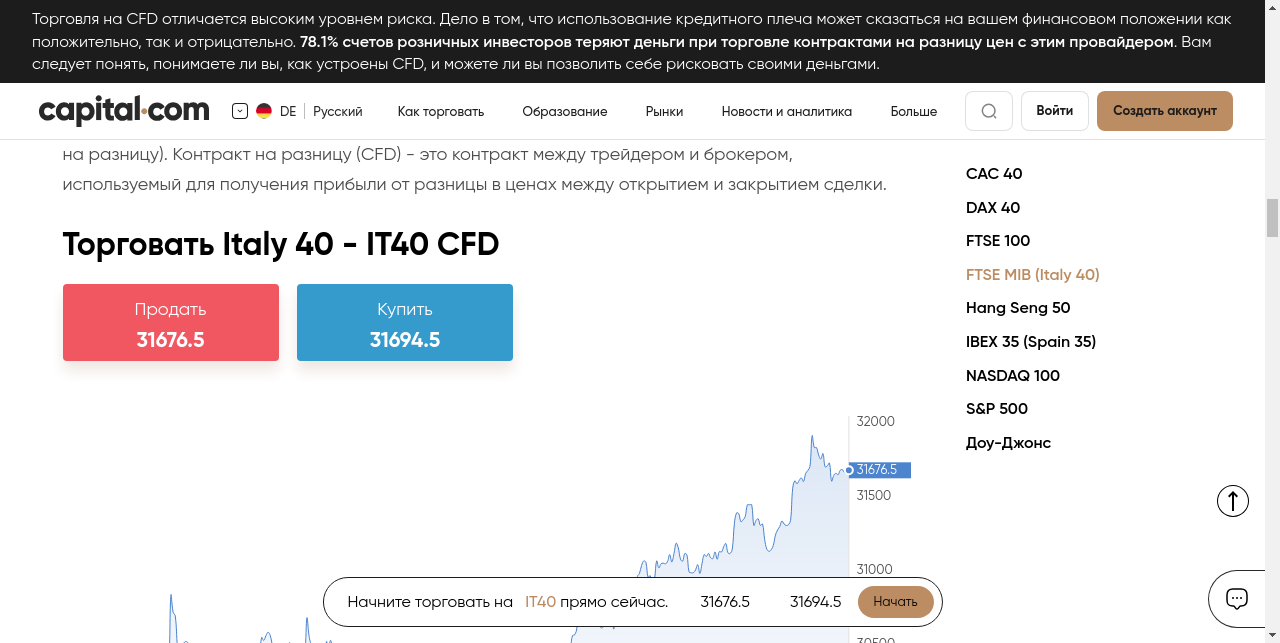 Торговля на CFD отличается высоким уровнем риска. Дело в том, что использование кредитного плеча может сказаться на вашем финансовом положении как
положительно, так и отрицательно. 78.1% счетов розничных инвесторов теряют деньги при торговле контрактами на разницу цен с этим провайдером. Вам
следует понять, понимаете ли вы, как устроены CFD, и можете ли вы позволить себе рисковать своими деньгами.
capital.com
DE
Русский
Как торговать
Образование
Рынки
Новости и аналитика
Больше
Войти
Создать аккаунт
на разницу). Контракт на разницу (CFD) - это контракт между трейдером и брокером,
используемый для получения прибыли от разницы в ценах между открытием и закрытием сделки.
Торговать Italy 40 - IT40 CFD
Продать
31676.5
Купить
31694.5
32000
31676.5
31500
31000
30500
CAC 40
DAX 40
FTSE 100
FTSE MIB (Italy 40)
Hang Seng 50
IBEX 35 (Spain 35)
NASDAQ 100
S&P 500
Доу-Джонс
Начните торговать на IT40 прямо сейчас.
31676.5
31694.5
Начать